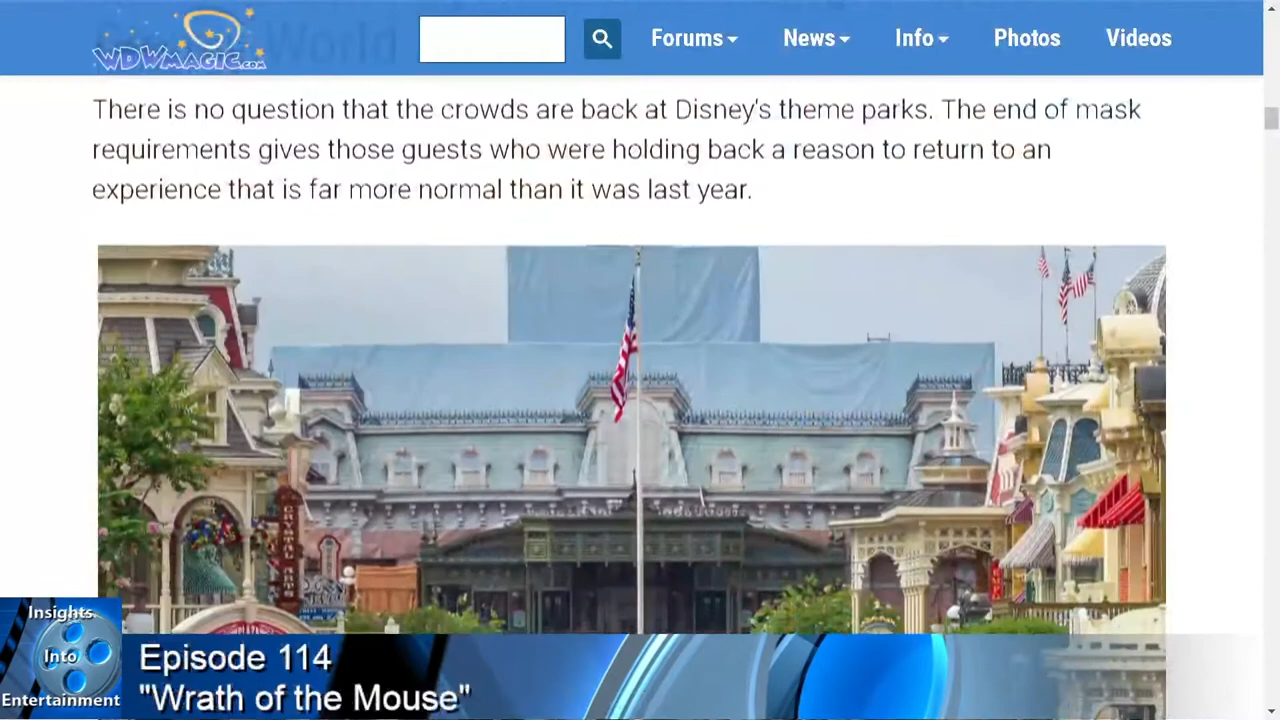 World
WDWMAGIC.COM
Forums
News
Info
Photos
Videos
There is no question that the crowds are back at Disney's theme parks. The end of mask
requirements gives those guests who were holding back a reason to return to an
experience that is far more normal than it was last year.
CRYSTAL ARTS
Insights
Into
Entertainment
Episode 114
"Wrath of the Mouse"